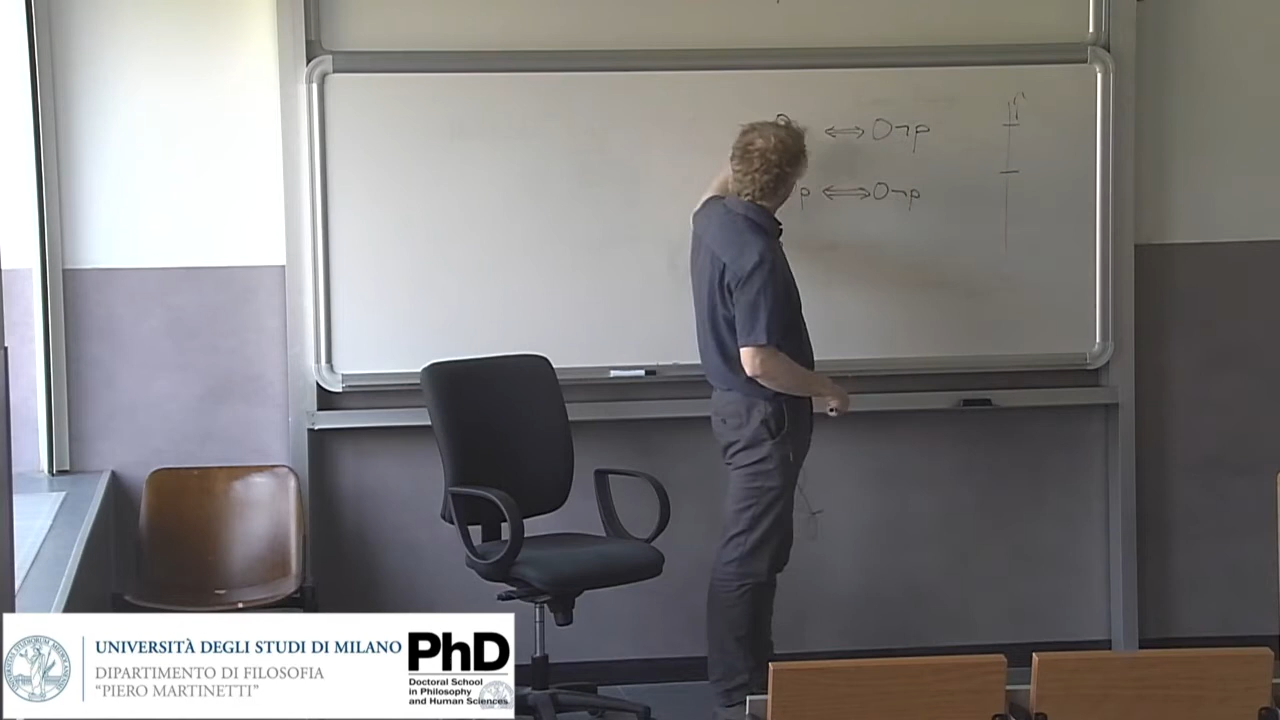 ⟺ O¬p
p ⟺ O¬p
UNIVERSITÀ DEGLI STUDI DI MILANO
DIPARTIMENTO DI FILOSOFIA
"PIERO MARTINETTI"
PhD
Doctoral School
in Philosophy
and Human Sciences